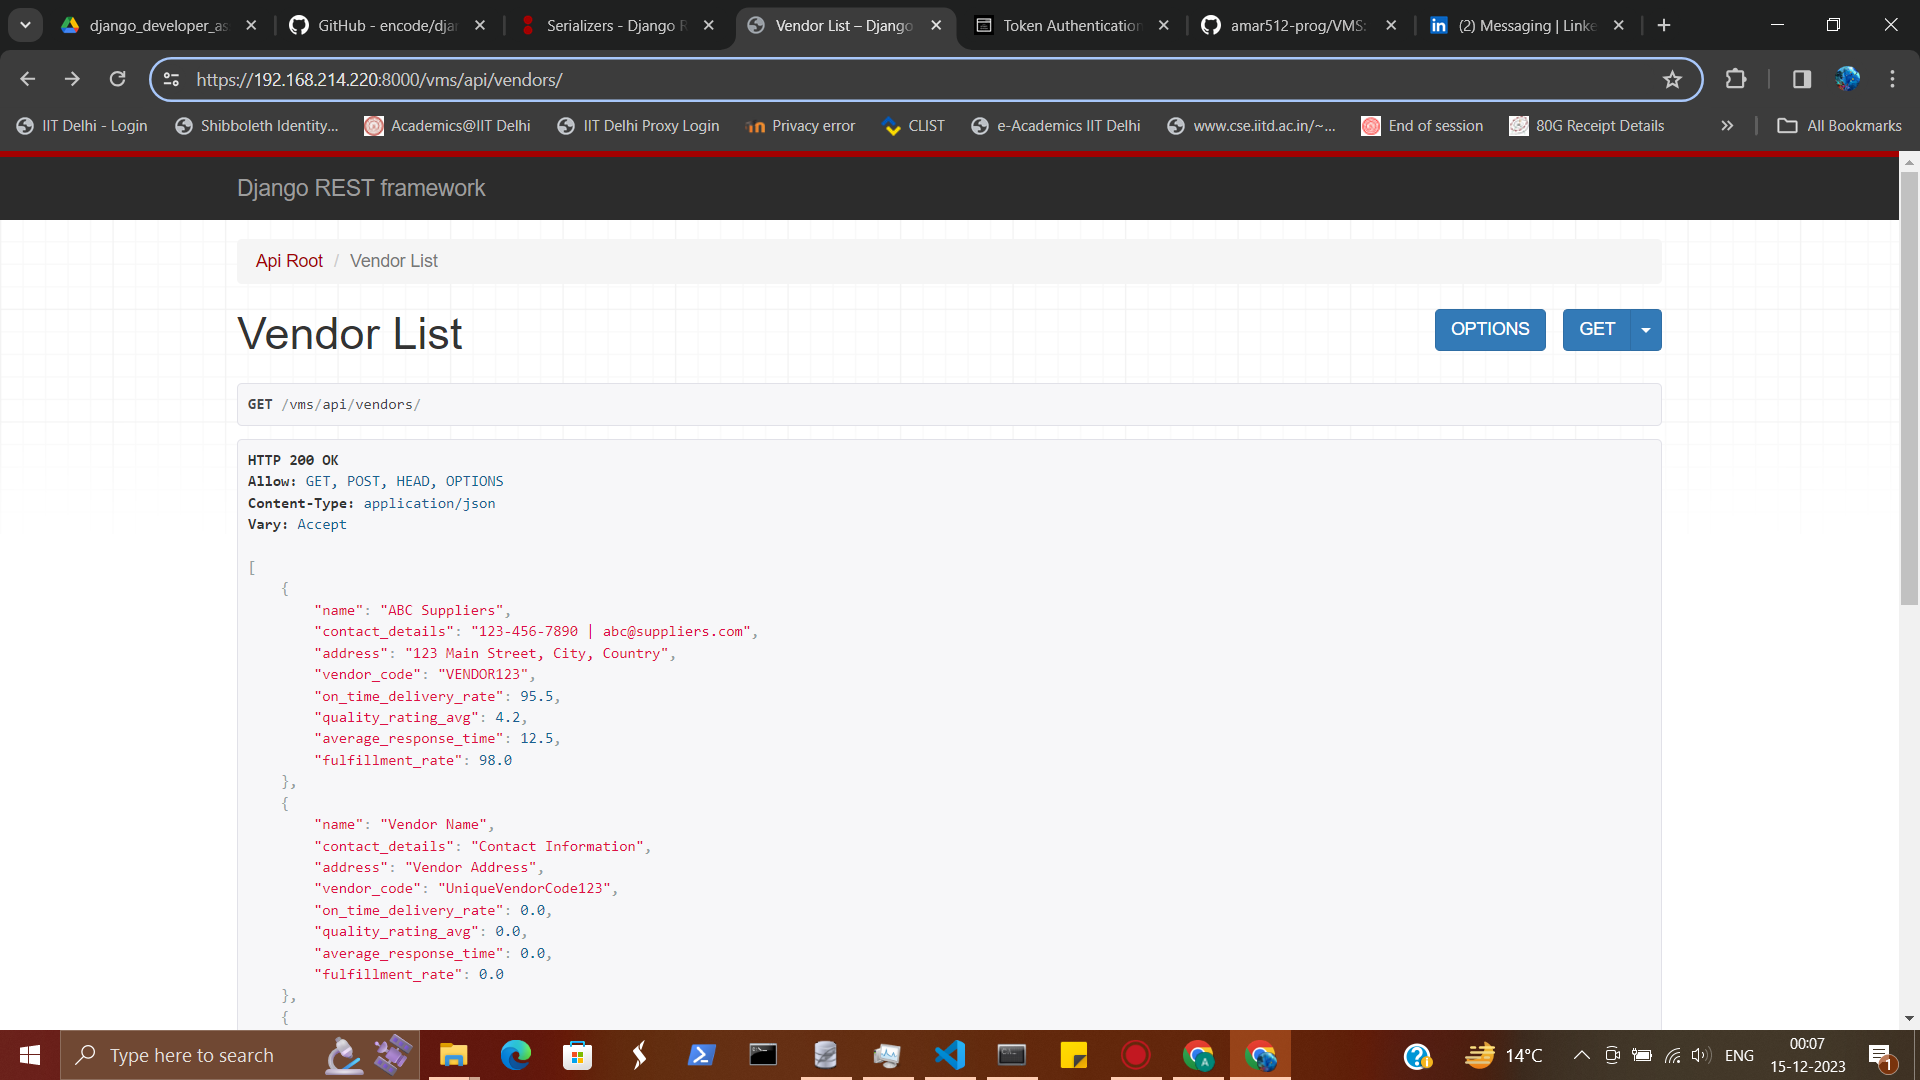 django_developer_as
GitHub - encode/djan
Serializers - Django R
Vendor List – Django
Token Authentication
amar512-prog/VMS:
(2) Messaging | Linke
https://192.168.214.220:8000/vms/api/vendors/
IIT Delhi - Login
Shibboleth Identity...
Academics@IIT Delhi
IIT Delhi Proxy Login
Privacy error
CLIST
e-Academics IIT Delhi
www.cse.iitd.ac.in/~...
End of session
80G Receipt Details
All Bookmarks
Django REST framework
Api Root / Vendor List
Vendor List
OPTIONS
GET
GET /vms/api/vendors/
HTTP 200 OK
Allow: GET, POST, HEAD, OPTIONS
Content-Type: application/json
Vary: Accept
[
{
"name": "ABC Suppliers",
"contact_details": "123-456-7890 | abc@suppliers.com",
"address": "123 Main Street, City, Country",
"vendor_code": "VENDOR123",
"on_time_delivery_rate": 95.5,
"quality_rating_avg": 4.2,
"average_response_time": 12.5,
"fulfillment_rate": 98.0
},
{
"name": "Vendor Name",
"contact_details": "Contact Information",
"address": "Vendor Address",
"vendor_code": "UniqueVendorCode123",
"on_time_delivery_rate": 0.0,
"quality_rating_avg": 0.0,
"average_response_time": 0.0,
"fulfillment_rate": 0.0
},
{
Type here to search
14°C
ENG
00:07
15-12-2023
1